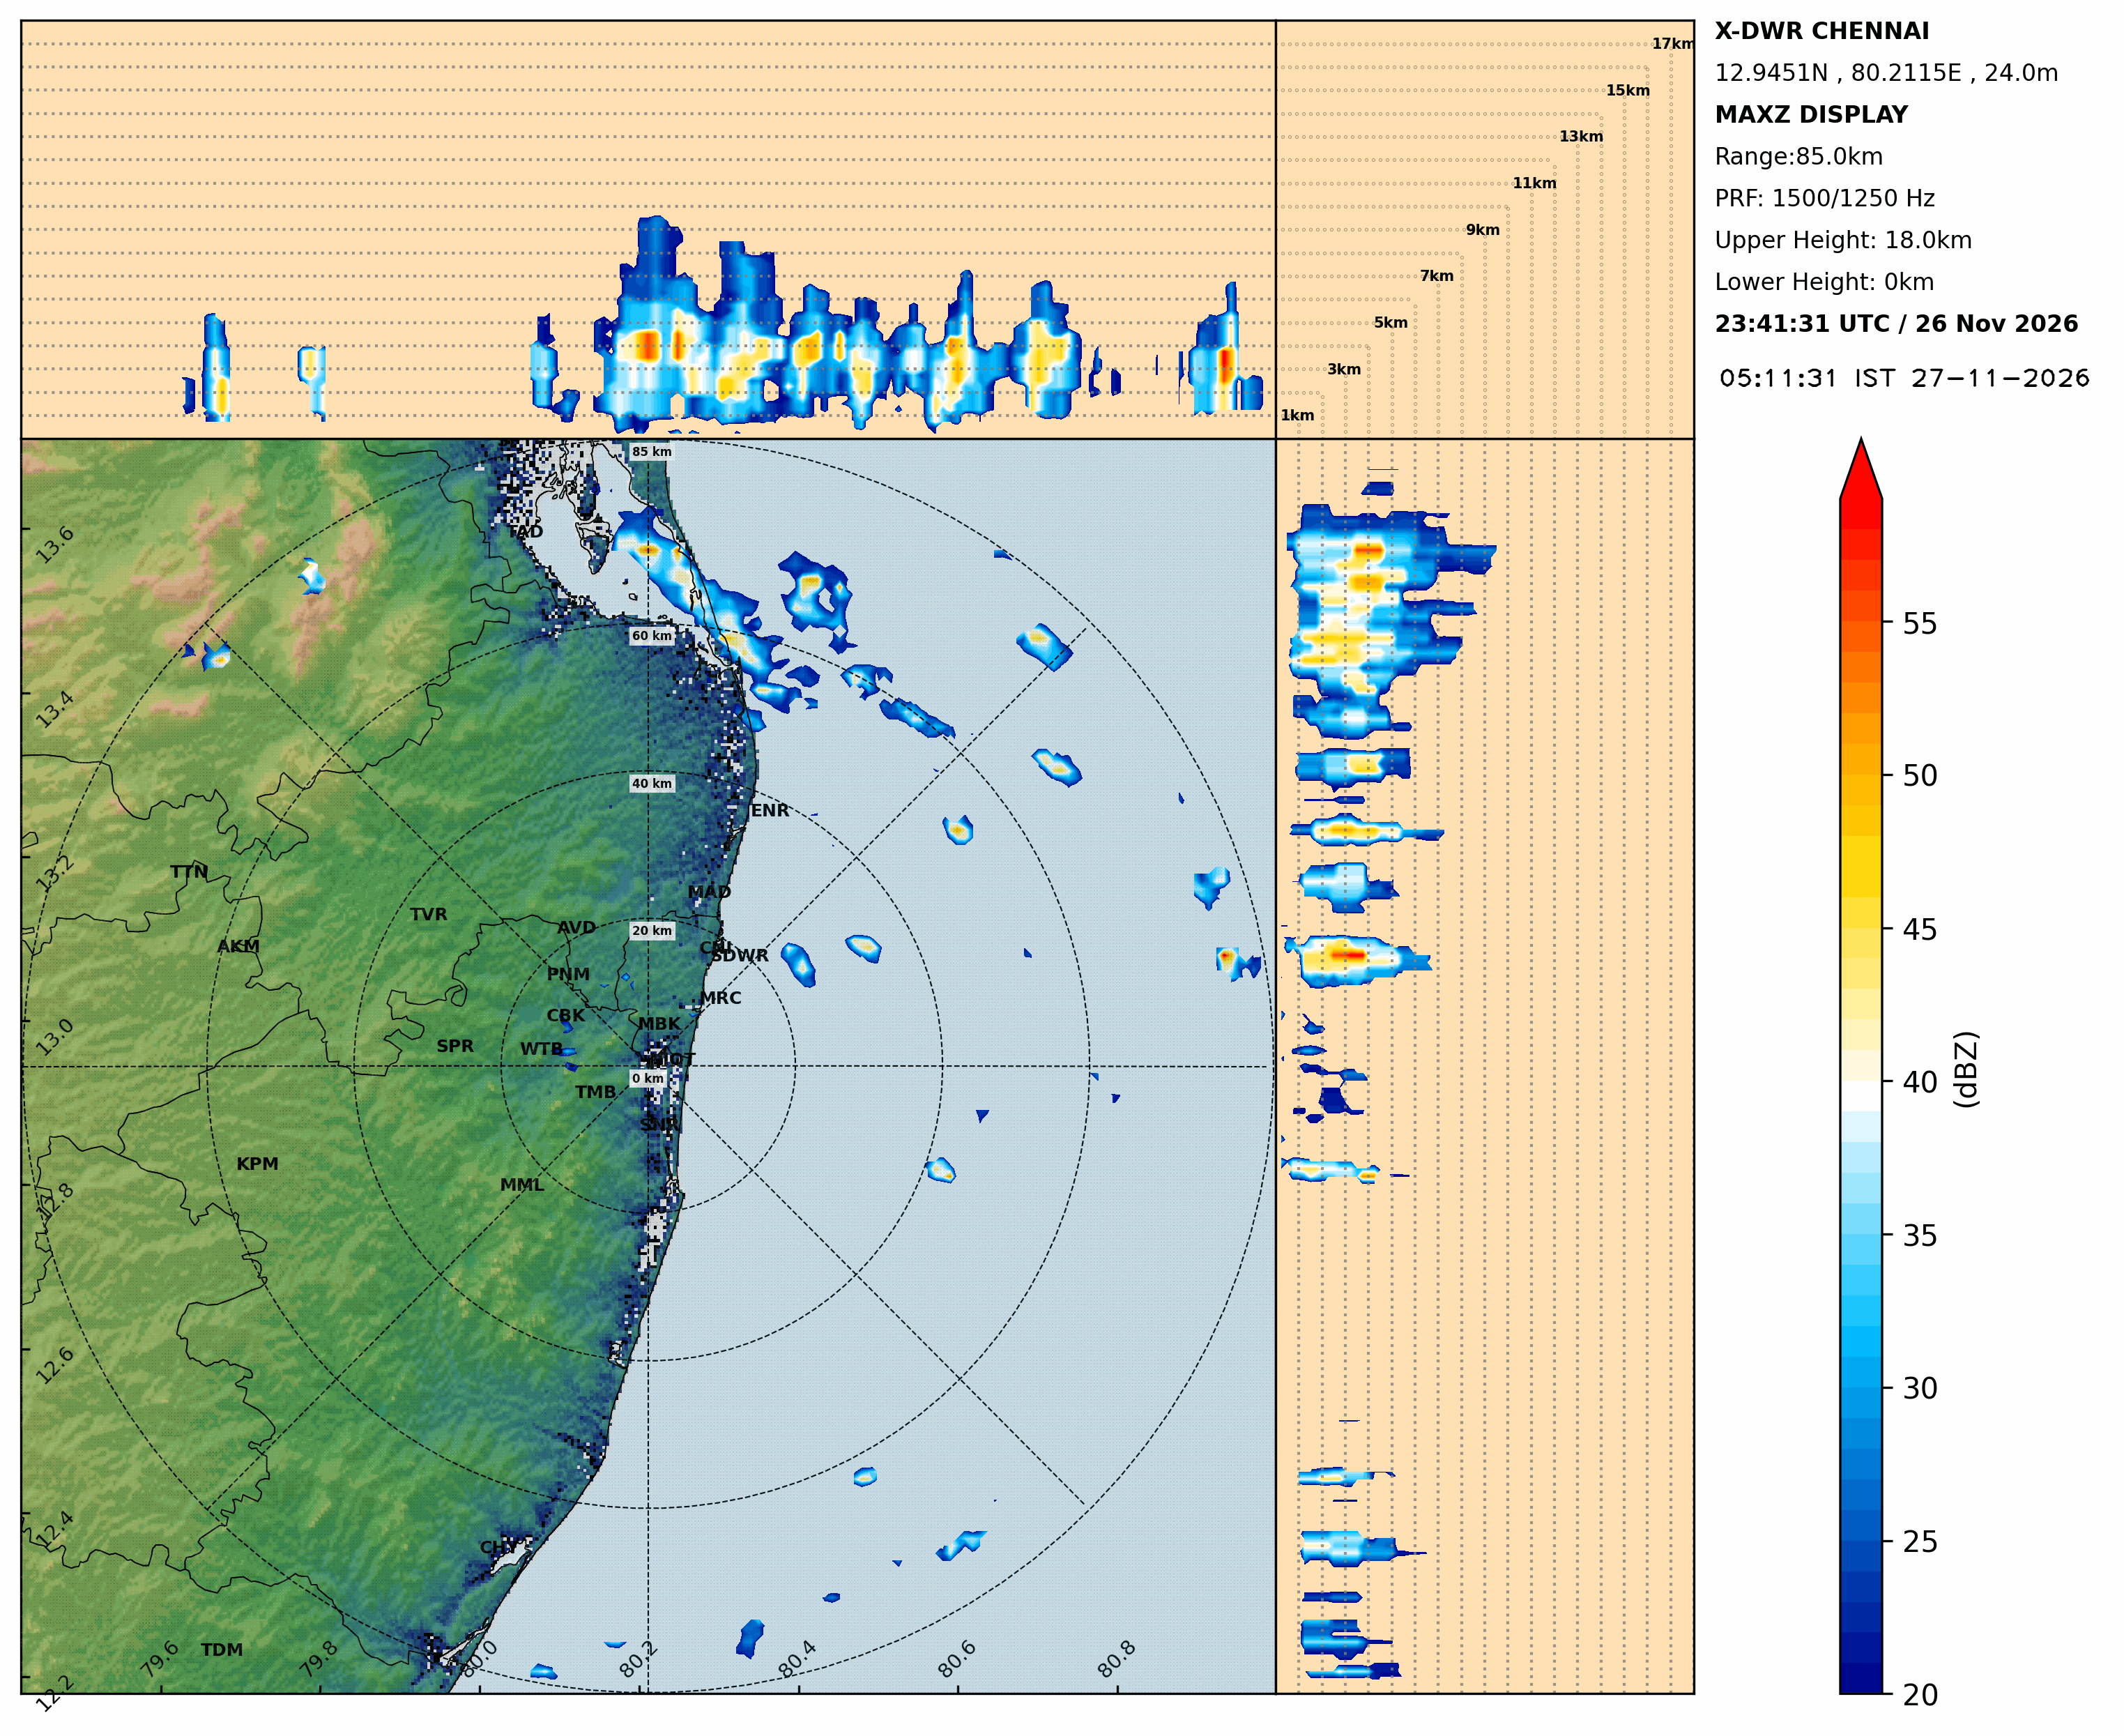 X-DWR CHENNAI
12.9451N , 80.2115E , 24.0m
MAXZ DISPLAY
Range:85.0km
PRF: 1500/1250 Hz
Upper Height: 18.0km
Lower Height: 0km
23:41:31 UTC / 26 Nov 2026
05:11:31 IST 27-11-2026
17km
15km
13km
11km
9km
7km
5km
3km
1km
85 km
TAD
13.6
60 km
13.4
40 km
ENR
13.2
TTN
MAD
TVR
AVD
20 km
AKM
SDWR
PNM
MRC
CBK
MBK
13.0
SPR
WTB
0 km
TMB
SNR
KPM
MML
12.8
12.6
12.4
CHY
TDM
12.2
79.6
79.8
80.0
80.2
80.4
80.6
80.8
55
50
45
40
35
30
25
20
(dBZ)